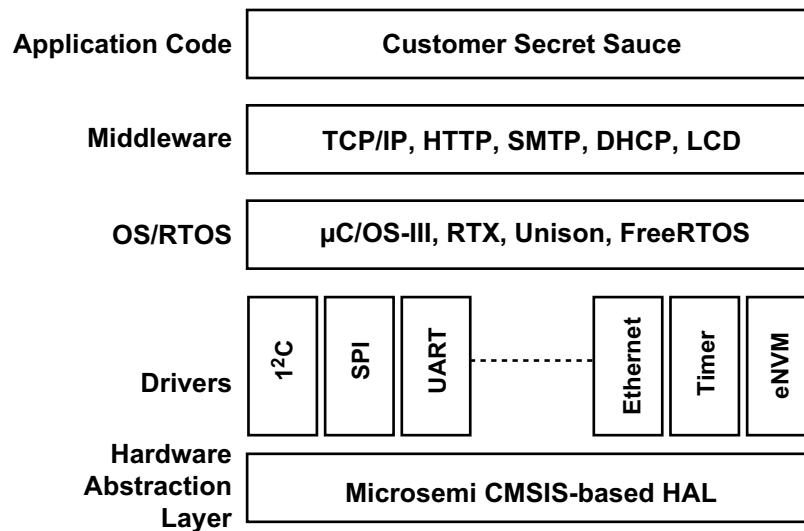 Application Code
Customer Secret Sauce
Middleware
TCP/IP, HTTP, SMTP, DHCP, LCD
OS/RTOS
µC/OS-III, RTX, Unison, FreeRTOS
Drivers
1²C
SPI
UART
Ethernet
Timer
eNVM
Hardware
Abstraction
Layer
Microsemi CMSIS-based HAL